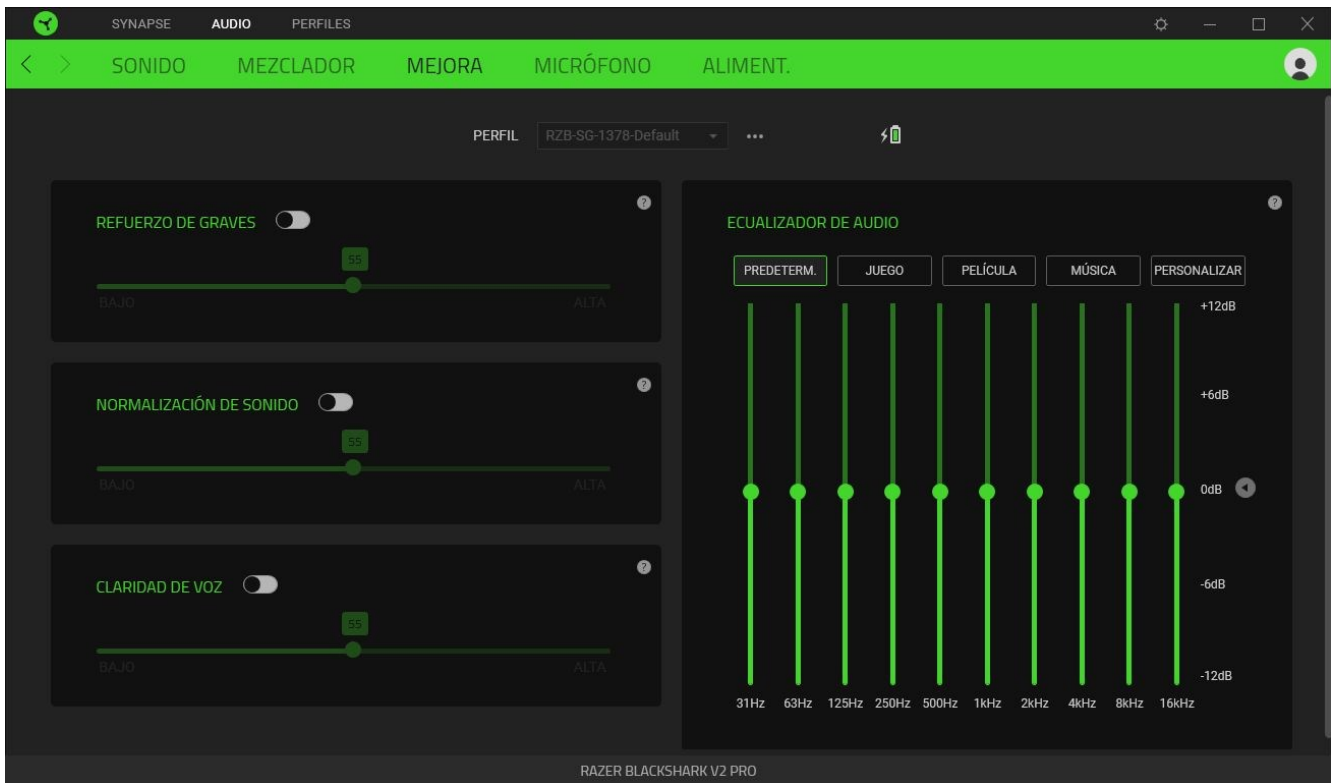 SYNAPSE AUDIO PERFILES
SONIDO MEZCLADOR MEJORA MICRÓFONO ALIMENT.
PERFIL RZB-SG-1378-Default
REFUERZO DE GRAVES
55
BAJO ALTA
NORMALIZACIÓN DE SONIDO
55
BAJO ALTA
CLARIDAD DE VOZ
55
BAJO ALTA
ECUALIZADOR DE AUDIO
PREDETERM. JUEGO PELÍCULA MÚSICA PERSONALIZAR
+12dB
+6dB
0dB
-6dB
-12dB
31Hz 63Hz 125Hz 250Hz 500Hz 1kHz 2kHz 4kHz 8kHz 16kHz
RAZER BLACKSHARK V2 PRO